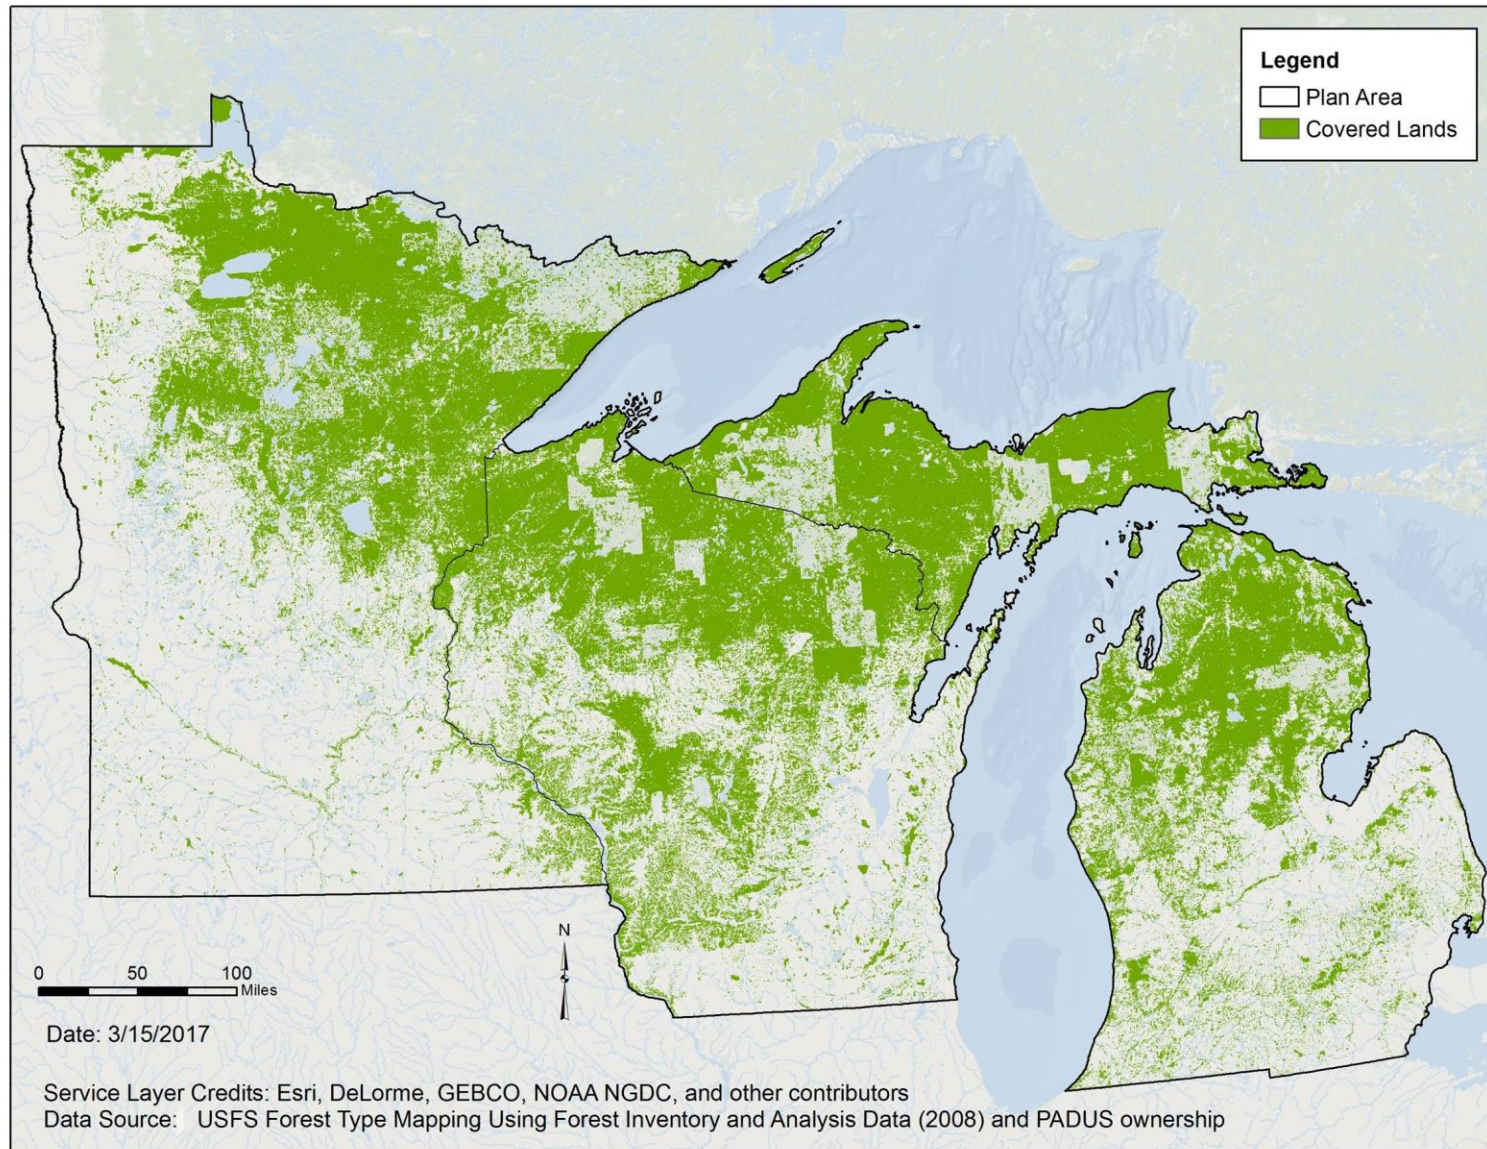 Legend
Plan Area
Covered Lands
N
0 50 100
Miles
Date: 3/15/2017
Service Layer Credits: Esri, DeLorme, GEBCO, NOAA NGDC, and other contributors
Data Source: USFS Forest Type Mapping Using Forest Inventory and Analysis Data (2008) and PADUS ownership